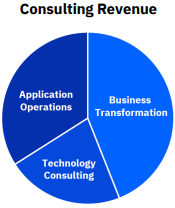 Consulting Revenue
Application
Operations
Business
Transformation
Technology
Consulting